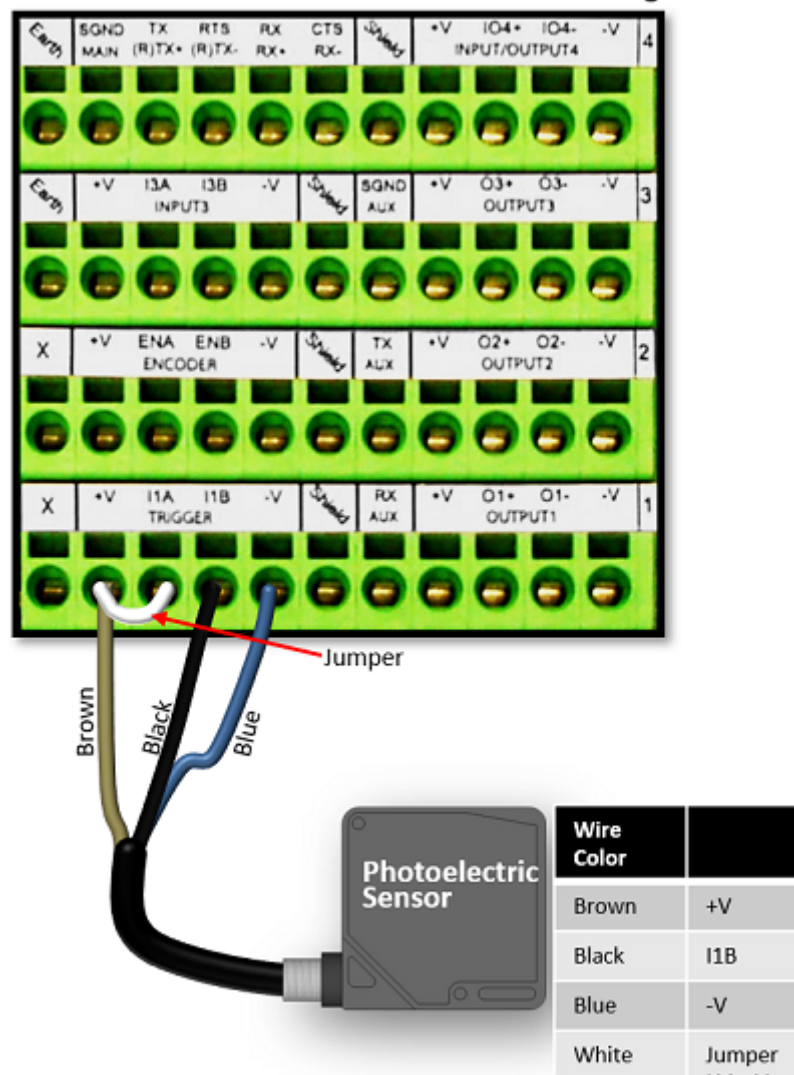 Earth SGND TX RTS RX CTS Shield +V IO4+ IO4- -V 4
MAIN (R)TX+ (R)TX- RX+ RX- INPUT/OUTPUT4
Earth +V I3A I3B -V Shield SGND +V O3+ O3- -V 3
INPUT3 AUX OUTPUT3
X +V ENA ENB -V Shield TX +V O2+ O2- -V 2
ENCODER AUX OUTPUT2
X +V I1A I1B -V Shield RX +V O1+ O1- -V 1
TRIGGER AUX OUTPUT1
Jumper
Brown
Black
Blue
Photoelectric
Sensor
Wire
Color
Brown +V
Black I1B
Blue -V
White Jumper